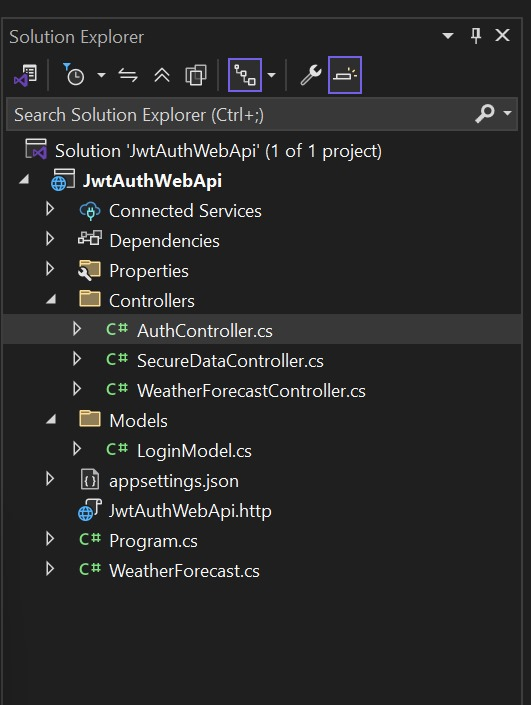 Solution Explorer
Search Solution Explorer (Ctrl+;)
Solution 'JwtAuthWebApi' (1 of 1 project)
JwtAuthWebApi
Connected Services
Dependencies
Properties
Controllers
C# AuthController.cs
C# SecureDataController.cs
C# WeatherForecastController.cs
Models
C# LoginModel.cs
appsettings.json
JwtAuthWebApi.http
C# Program.cs
C# WeatherForecast.cs